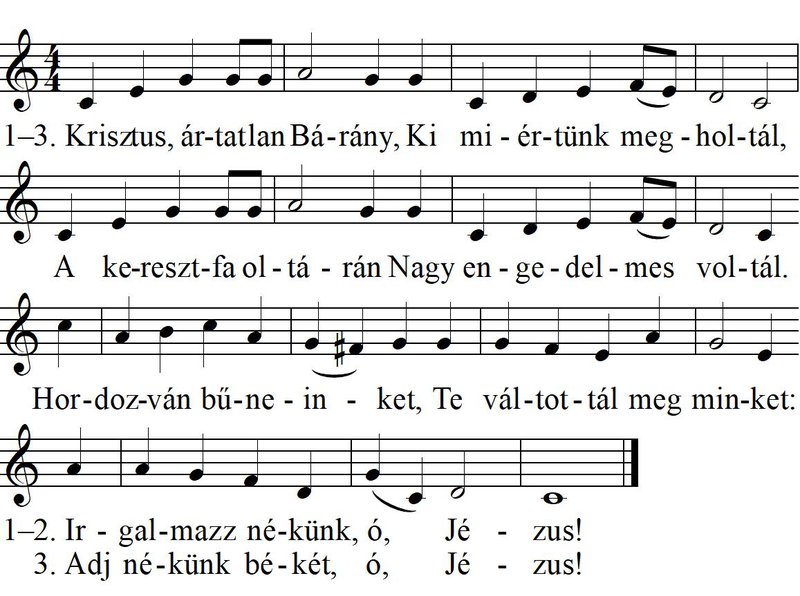 1–3. Krisztus, ár-tatlan Bá-rány, Ki mi - ér-tünk meg - hol-tál,
A ke-reszt-fa ol - tá - rán Nagy en - ge-del-mes vol-tál.
Hor-doz-ván bű-ne - in - ket, Te vál-tot-tál meg min-ket:
1–2. Ir - gal-mazz né-künk, ó, Jé - zus!
3. Adj né-künk bé-két, ó, Jé - zus!